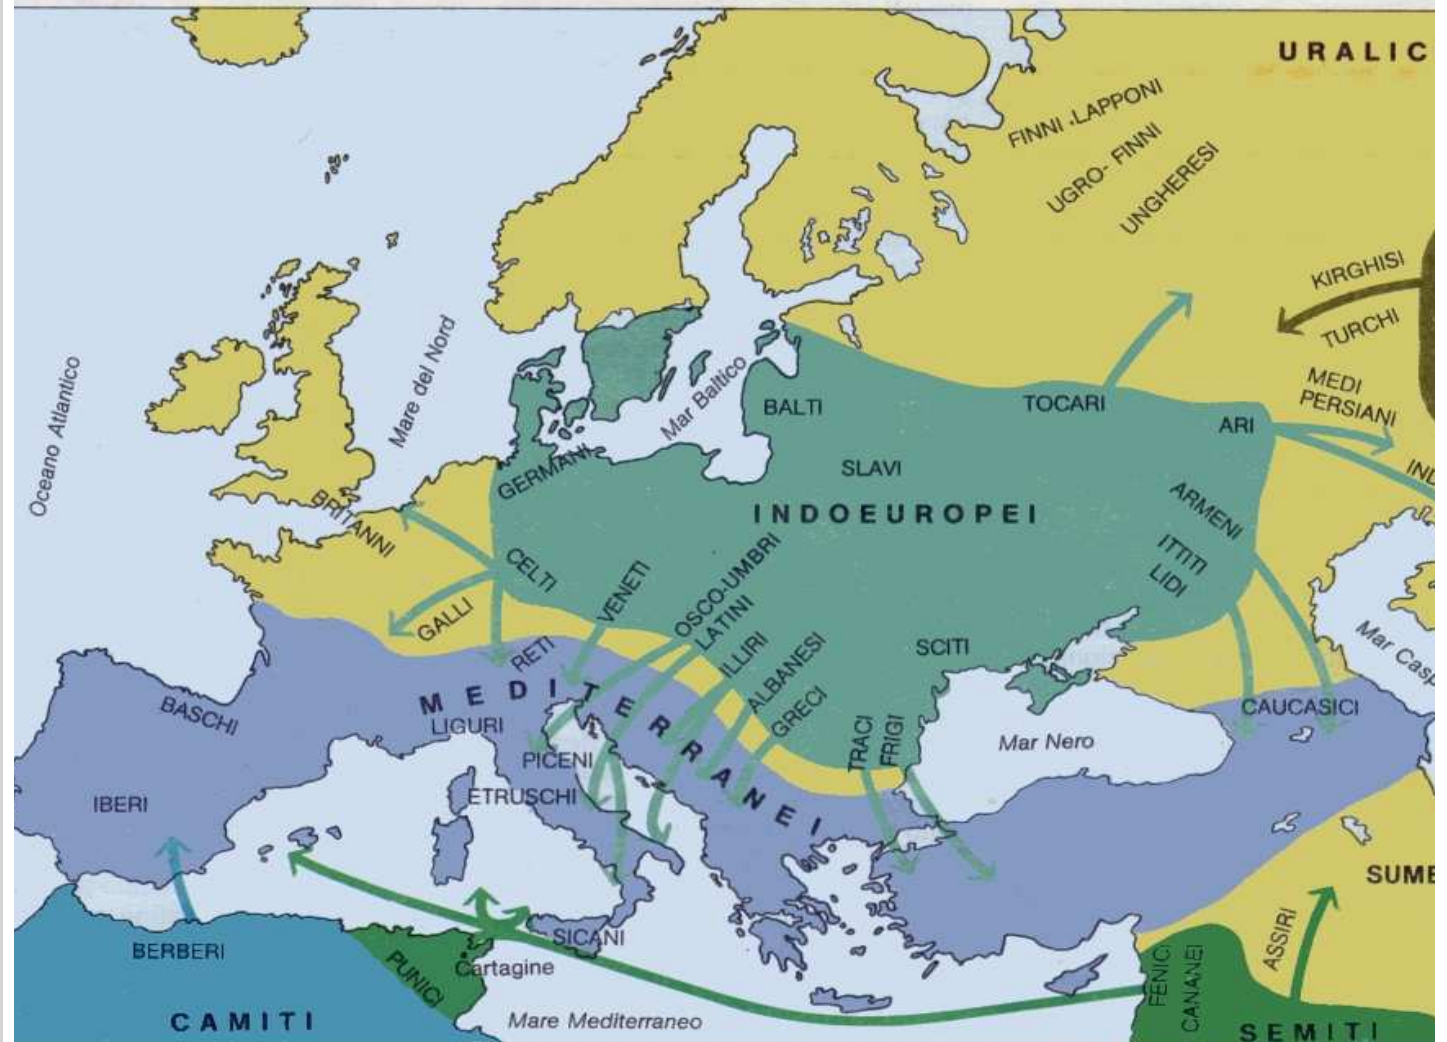 URALIC
FINNI - LAPPONI
UGRO- FINNI
UNGHERESI
KIRGHISI
TURCHI
MEDI
PERSIANI
IND
Oceano Atlantico
Mare del Nord
Mar Baltico
BALTI
TOCARI
ARI
SLAVI
GERMANI
INDOEUROPEI
ARMENI
ITTITI
LIDI
BRITANNI
CELTI
GALLI
VENETI
OSCO-UMBRI
LATINI
ILLIRI
ALBANESI
GRECI
SCITI
TRACI
FRIGI
Mar Nero
Mar Casp
CAUCASICI
RETI
MEDITERRANEI
BASCHI
LIGURI
PICENI
ETRUSCHI
IBERI
SUME
ASSIRI
BERBERI
SICANI
PUNICI
Cartagine
FENICI
CANANEI
CAMITI
Mare Mediterraneo
SEMITI